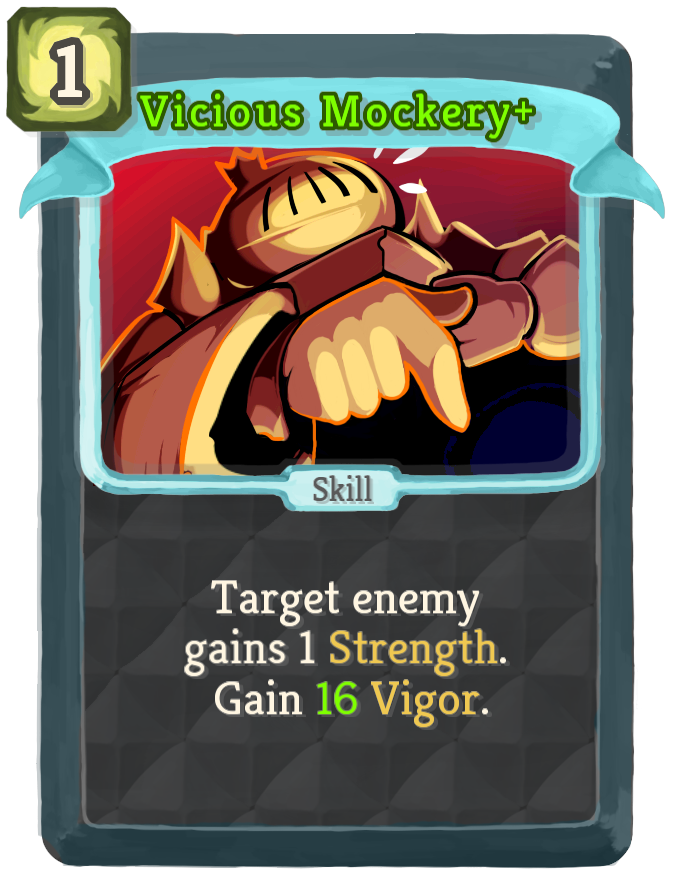 1
Vicious Mockery+
Skill
Target enemy
gains 1 Strength.
Gain 16 Vigor.